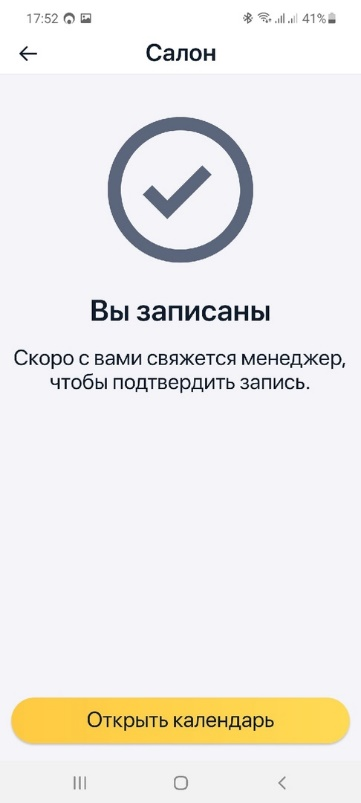 17:52
41%
Салон
Вы записаны
Скоро с вами свяжется менеджер,
чтобы подтвердить запись.
Открыть календарь